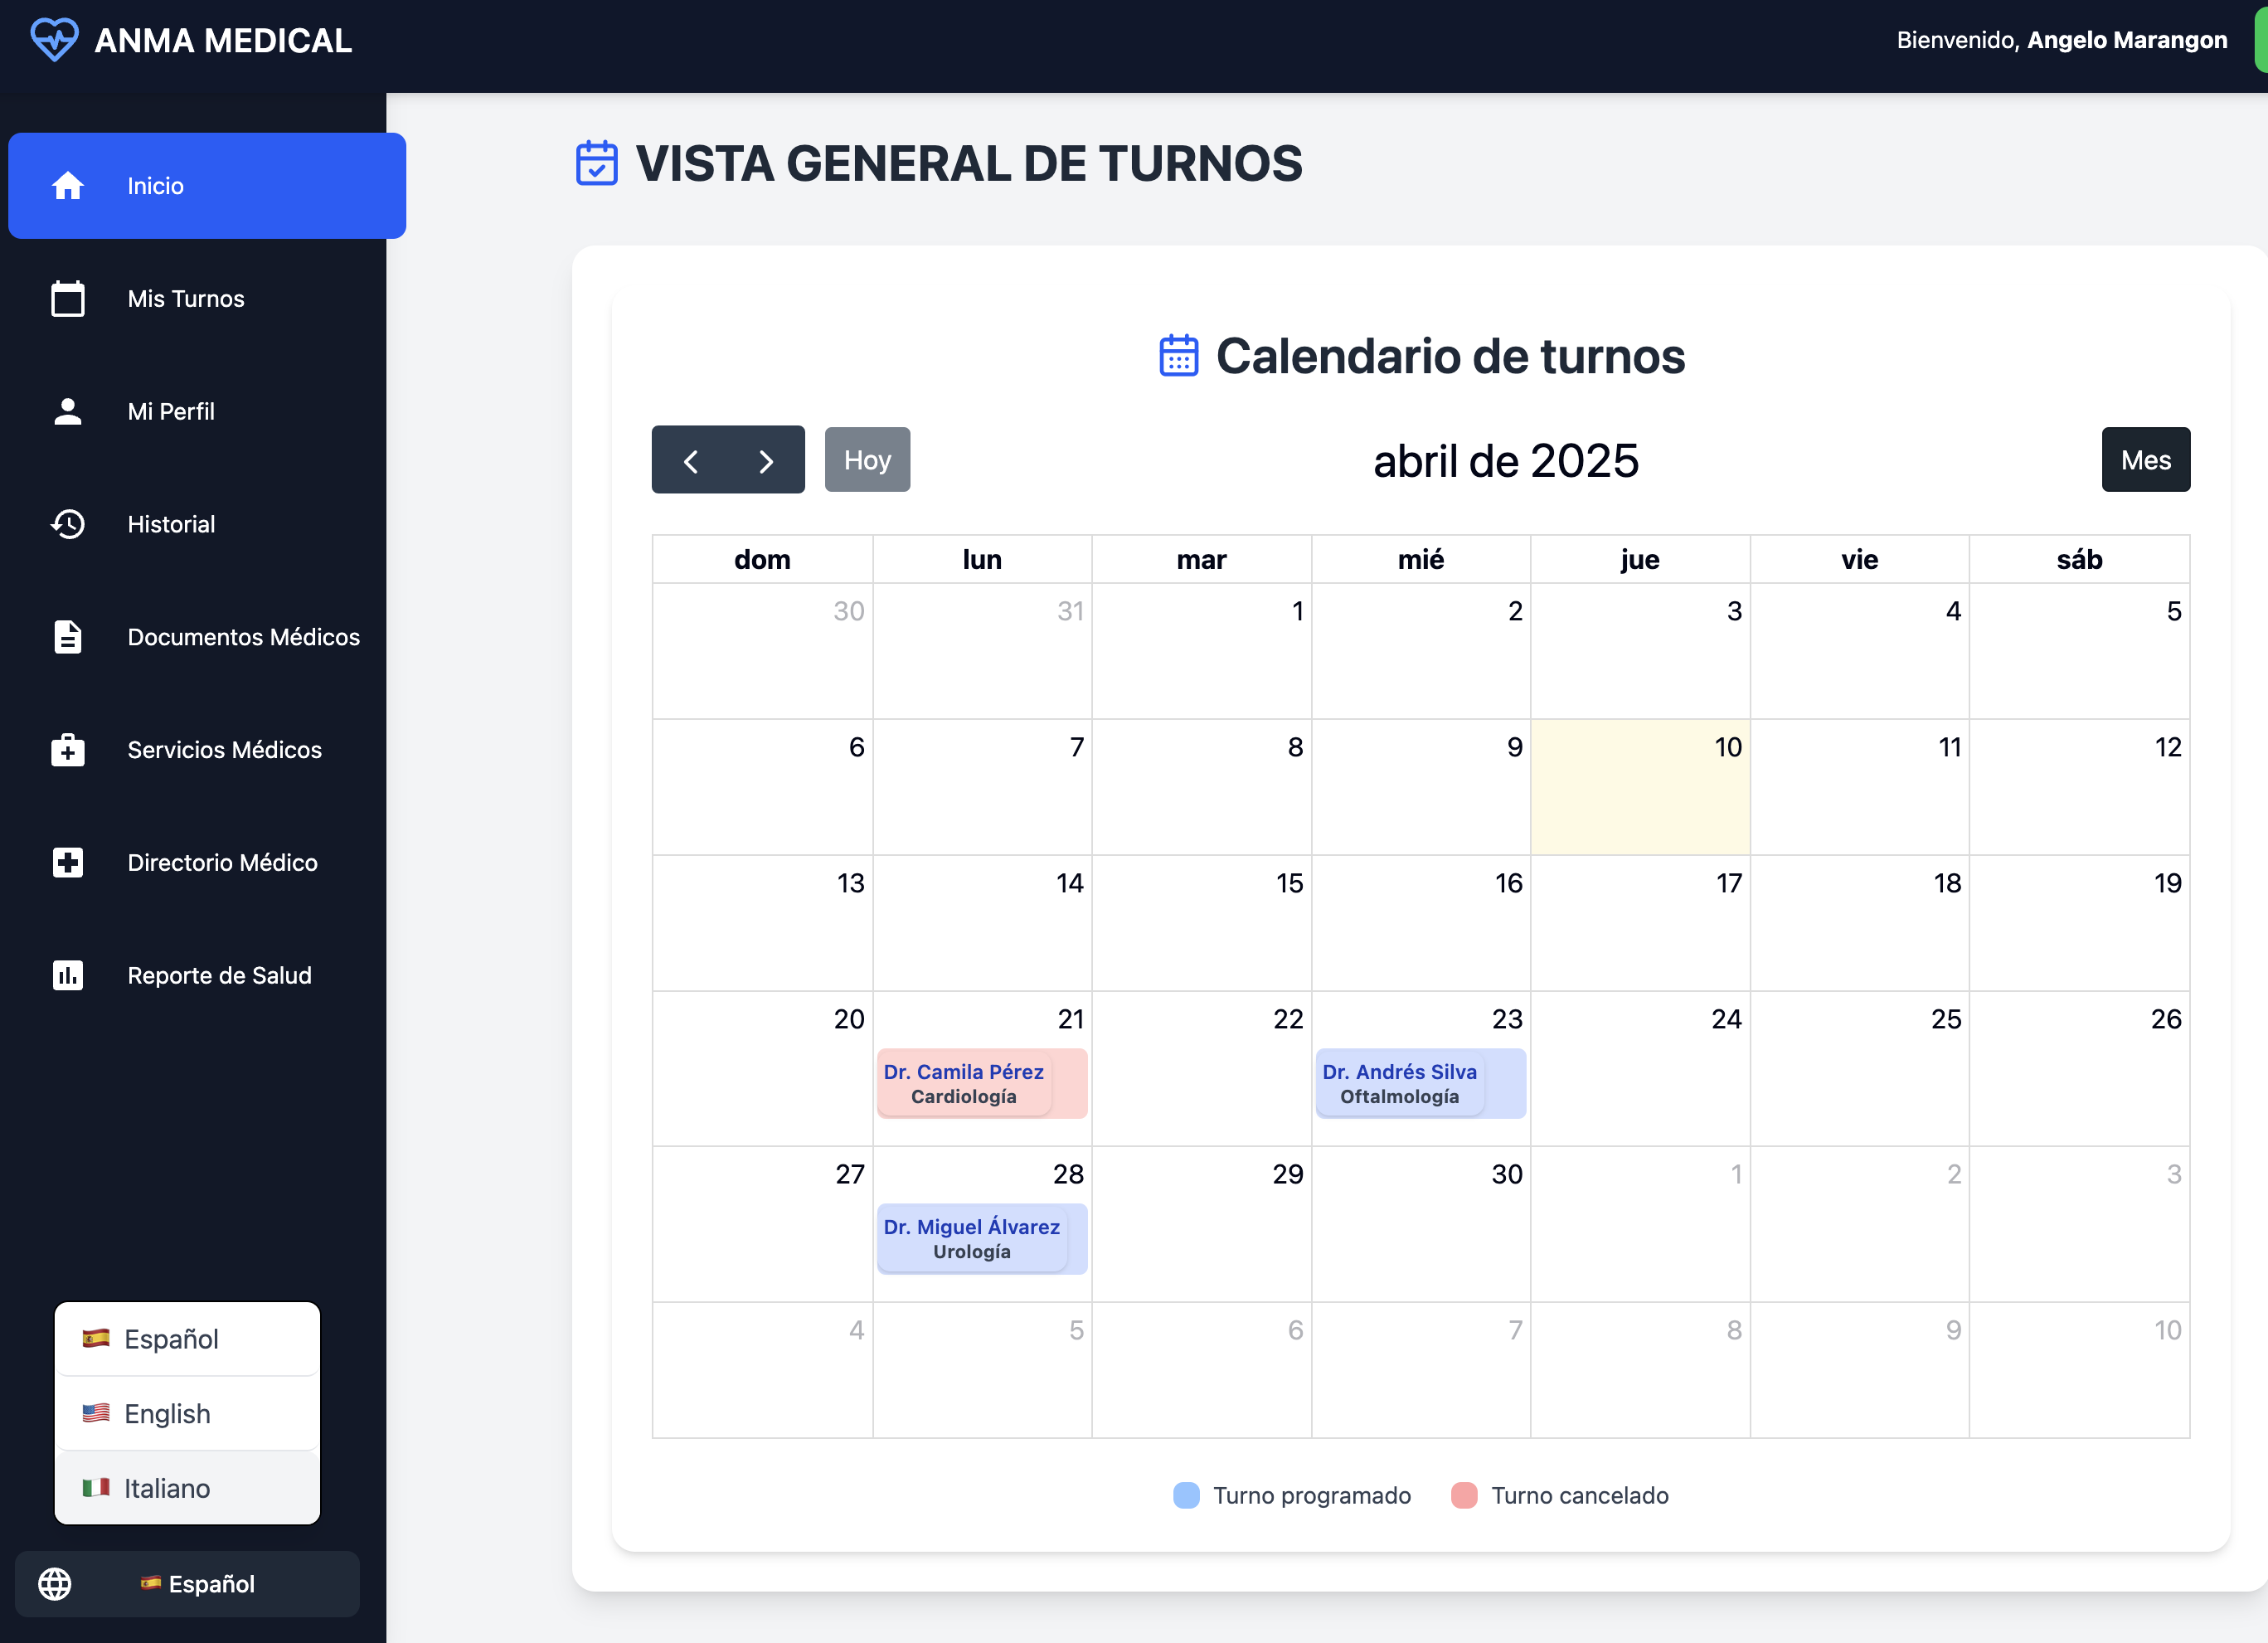 ANMA MEDICAL
Bienvenido, Angelo Marangon
Inicio
Mis Turnos
Mi Perfil
Historial
Documentos Médicos
Servicios Médicos
Directorio Médico
Reporte de Salud
Español
English
Italiano
Español
VISTA GENERAL DE TURNOS
Calendario de turnos
Hoy
abril de 2025
Mes
dom lun mar mié jue vie sáb
30 31 1 2 3 4 5
6 7 8 9 10 11 12
13 14 15 16 17 18 19
20 21 22 23 24 25 26
Dr. Camila Pérez
Cardiología
Dr. Andrés Silva
Oftalmología
27 28 29 30 1 2 3
Dr. Miguel Álvarez
Urología
4 5 6 7 8 9 10
Turno programado
Turno cancelado